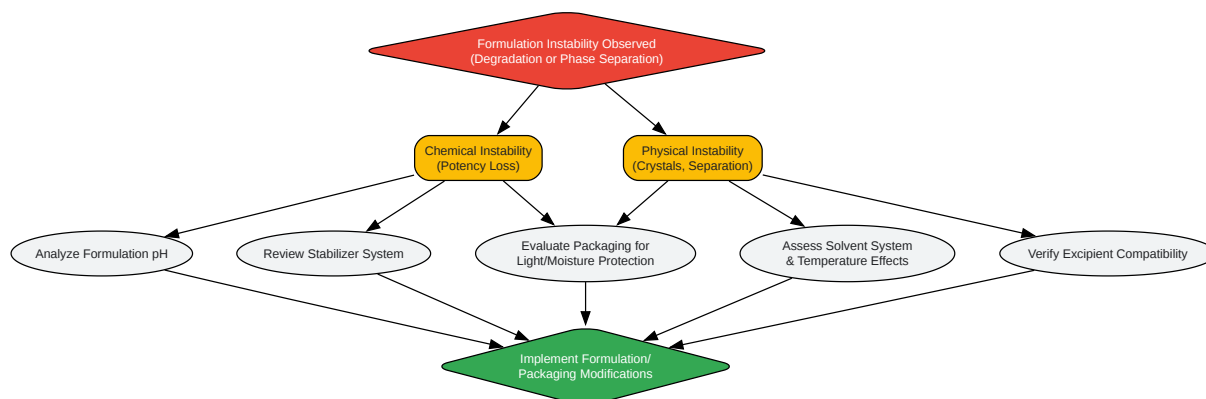 Formulation Instability Observed
(Degradation or Phase Separation)
Chemical Instability
(Potency Loss)
Physical Instability
(Crystals, Separation)
Analyze Formulation pH
Review Stabilizer System
Evaluate Packaging for
Light/Moisture Protection
Assess Solvent System
& Temperature Effects
Verify Excipient Compatibility
Implement Formulation/
Packaging Modifications